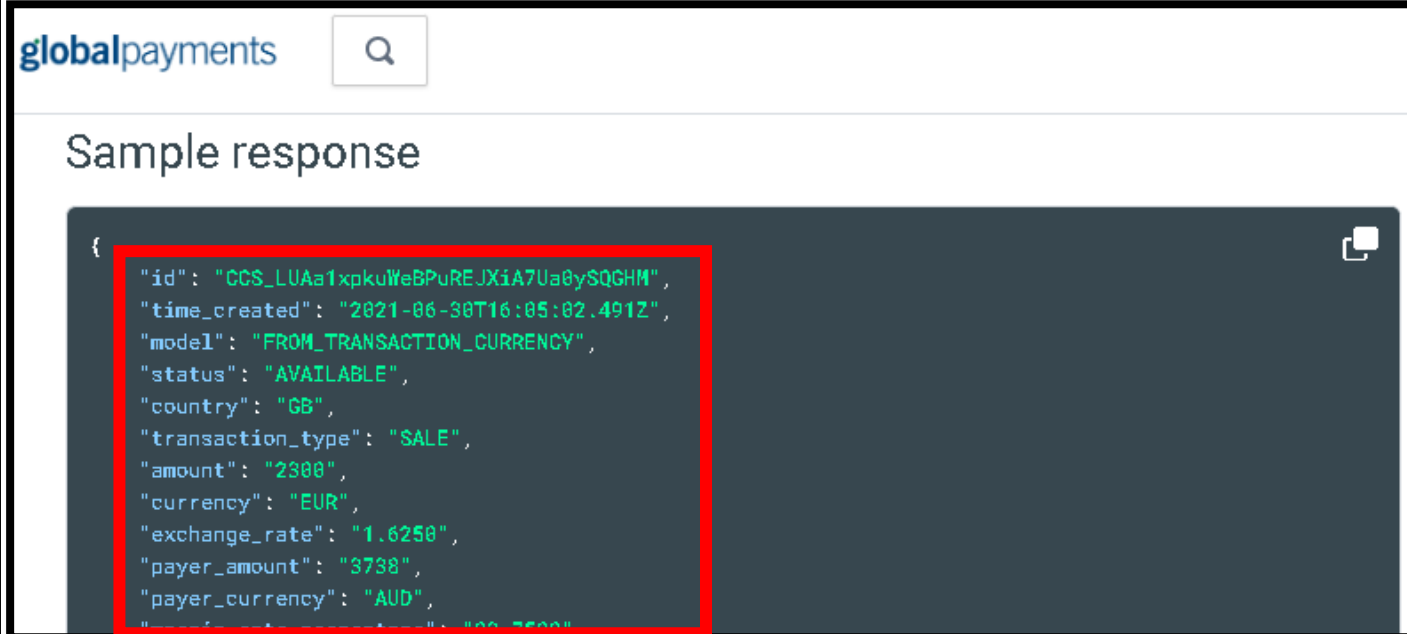 globalpayments
Sample response
{
"id": "CCS_LUAa1xpkuWeBPuREJXiA7Ua0ySQGHM",
"time_created": "2021-06-30T16:05:02.491Z",
"model": "FROM_TRANSACTION_CURRENCY",
"status": "AVAILABLE",
"country": "GB",
"transaction_type": "SALE",
"amount": "2300",
"currency": "EUR",
"exchange_rate": "1.6250",
"payer_amount": "3738",
"payer_currency": "AUD",